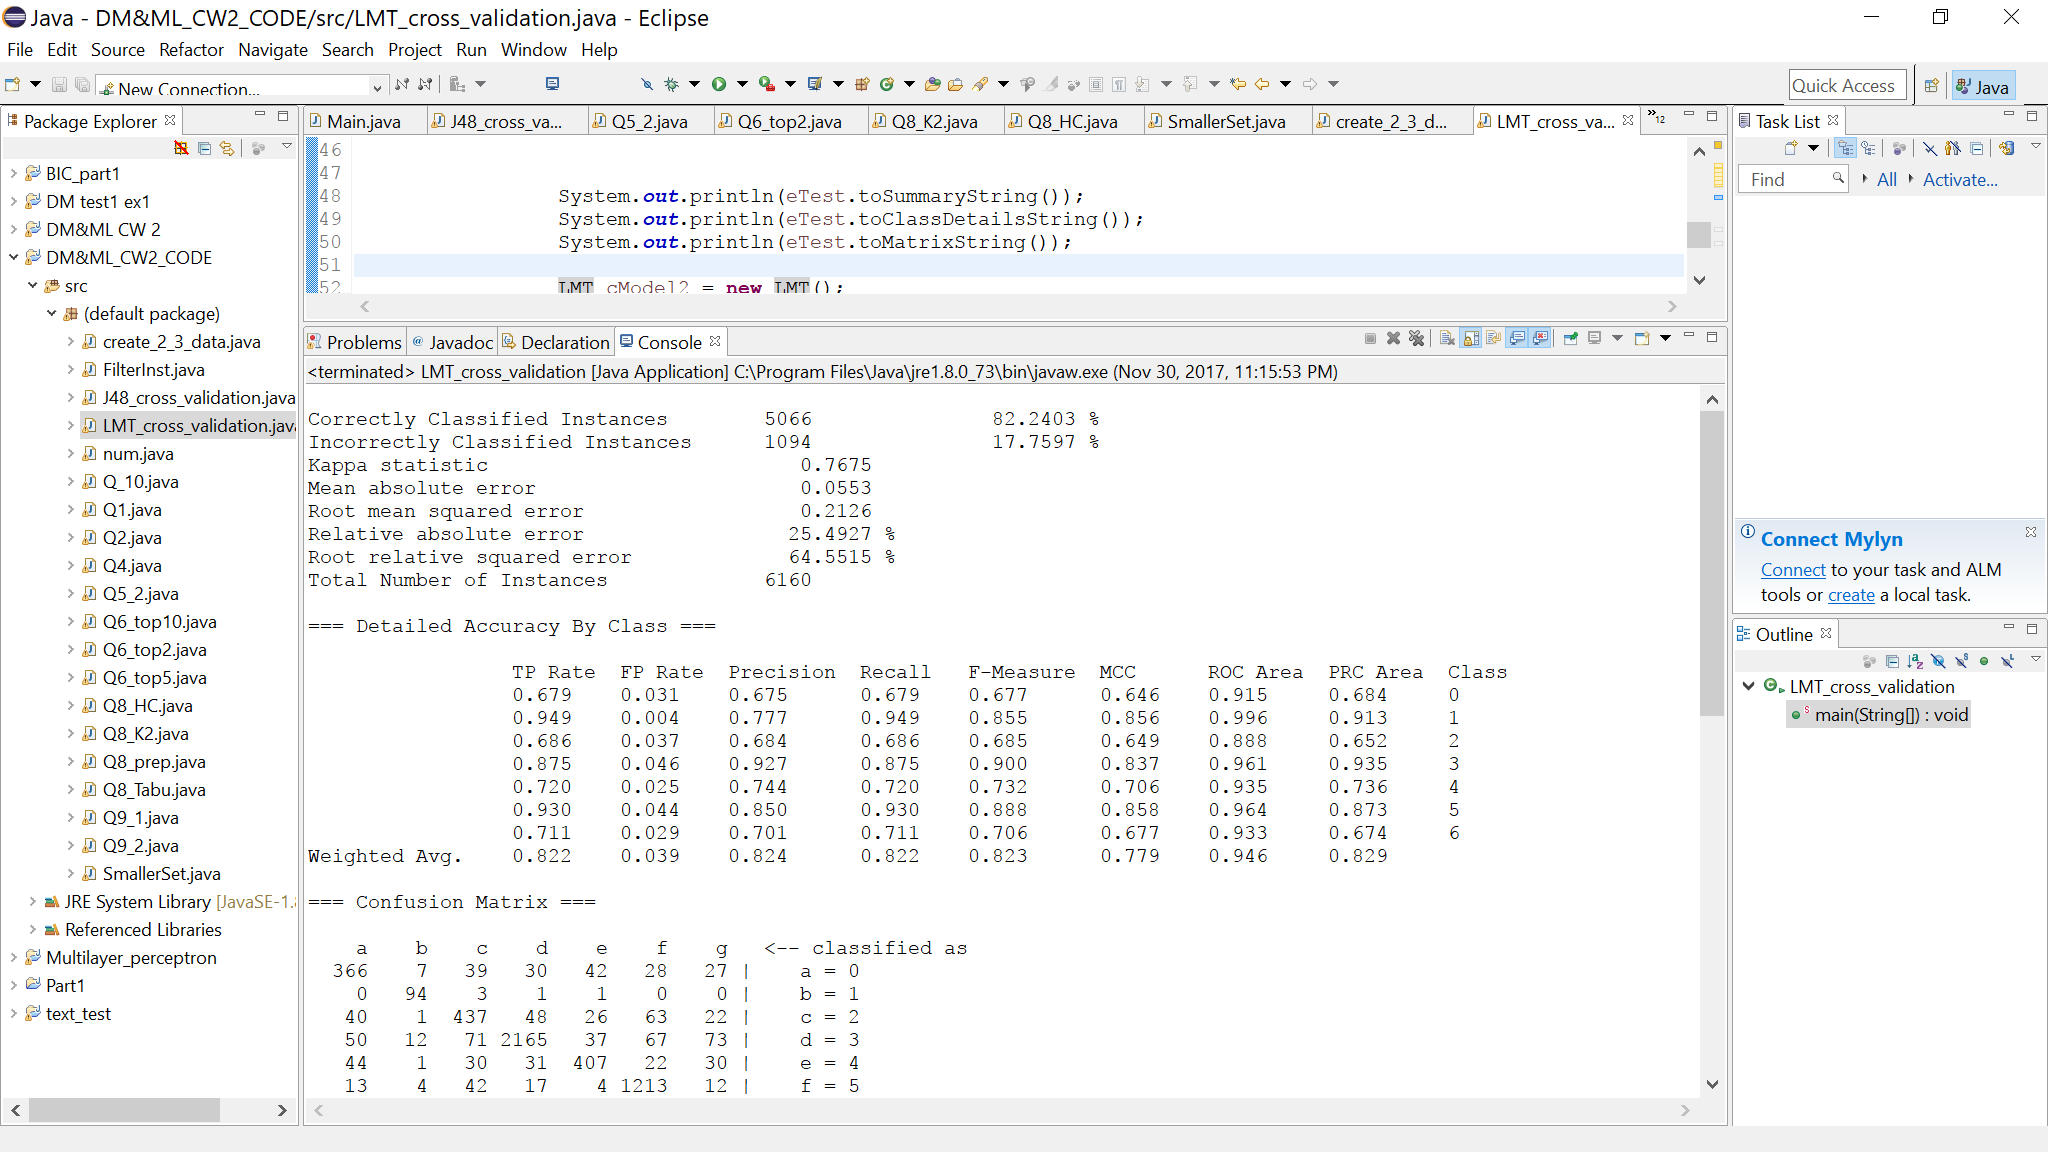 Java - DM&ML_CW2_CODE/src/LMT_cross_validation.java - Eclipse
File Edit Source Refactor Navigate Search Project Run Window Help
New Connection...
Quick Access
Java
Package Explorer
BIC_part1
DM test1 ex1
DM&ML CW 2
DM&ML_CW2_CODE
src
(default package)
create_2_3_data.java
FilterInst.java
J48_cross_validation.java
LMT_cross_validation.java
num.java
Q_10.java
Q1.java
Q2.java
Q4.java
Q5_2.java
Q6_top10.java
Q6_top2.java
Q6_top5.java
Q8_HC.java
Q8_K2.java
Q8_prep.java
Q8_Tabu.java
Q9_1.java
Q9_2.java
SmallerSet.java
JRE System Library [JavaSE-1.8
Referenced Libraries
Multilayer_perceptron
Part1
text_test
Main.java J48_cross_va... Q5_2.java Q6_top2.java Q8_K2.java Q8_HC.java SmallerSet.java create_2_3_d... LMT_cross_va... »12
46
47
48 System.out.println(eTest.toSummaryString());
49 System.out.println(eTest.toClassDetailsString());
50 System.out.println(eTest.toMatrixString());
51
52 LMT cModel2 = new LMT();
Problems @ Javadoc Declaration Console
<terminated> LMT_cross_validation [Java Application] C:\Program Files\Java\jre1.8.0_73\bin\javaw.exe (Nov 30, 2017, 11:15:53 PM)
Correctly Classified Instances 5066 82.2403 %
Incorrectly Classified Instances 1094 17.7597 %
Kappa statistic 0.7675
Mean absolute error 0.0553
Root mean squared error 0.2126
Relative absolute error 25.4927 %
Root relative squared error 64.5515 %
Total Number of Instances 6160
=== Detailed Accuracy By Class ===
TP Rate FP Rate Precision Recall F-Measure MCC ROC Area PRC Area Class
0.679 0.031 0.675 0.679 0.677 0.646 0.915 0.684 0
0.949 0.004 0.777 0.949 0.855 0.856 0.996 0.913 1
0.686 0.037 0.684 0.686 0.685 0.649 0.888 0.652 2
0.875 0.046 0.927 0.875 0.900 0.837 0.961 0.935 3
0.720 0.025 0.744 0.720 0.732 0.706 0.935 0.736 4
0.930 0.044 0.850 0.930 0.888 0.858 0.964 0.873 5
0.711 0.029 0.701 0.711 0.706 0.677 0.933 0.674 6
Weighted Avg. 0.822 0.039 0.824 0.822 0.823 0.779 0.946 0.829
=== Confusion Matrix ===
a b c d e f g <-- classified as
366 7 39 30 42 28 27 | a = 0
0 94 3 1 1 0 0 | b = 1
40 1 437 48 26 63 22 | c = 2
50 12 71 2165 37 67 73 | d = 3
44 1 30 31 407 22 30 | e = 4
13 4 42 17 4 1213 12 | f = 5
Task List
Find All Activate...
Connect Mylyn
Connect to your task and ALM
tools or create a local task.
Outline
LMT_cross_validation
main(String[]) : void